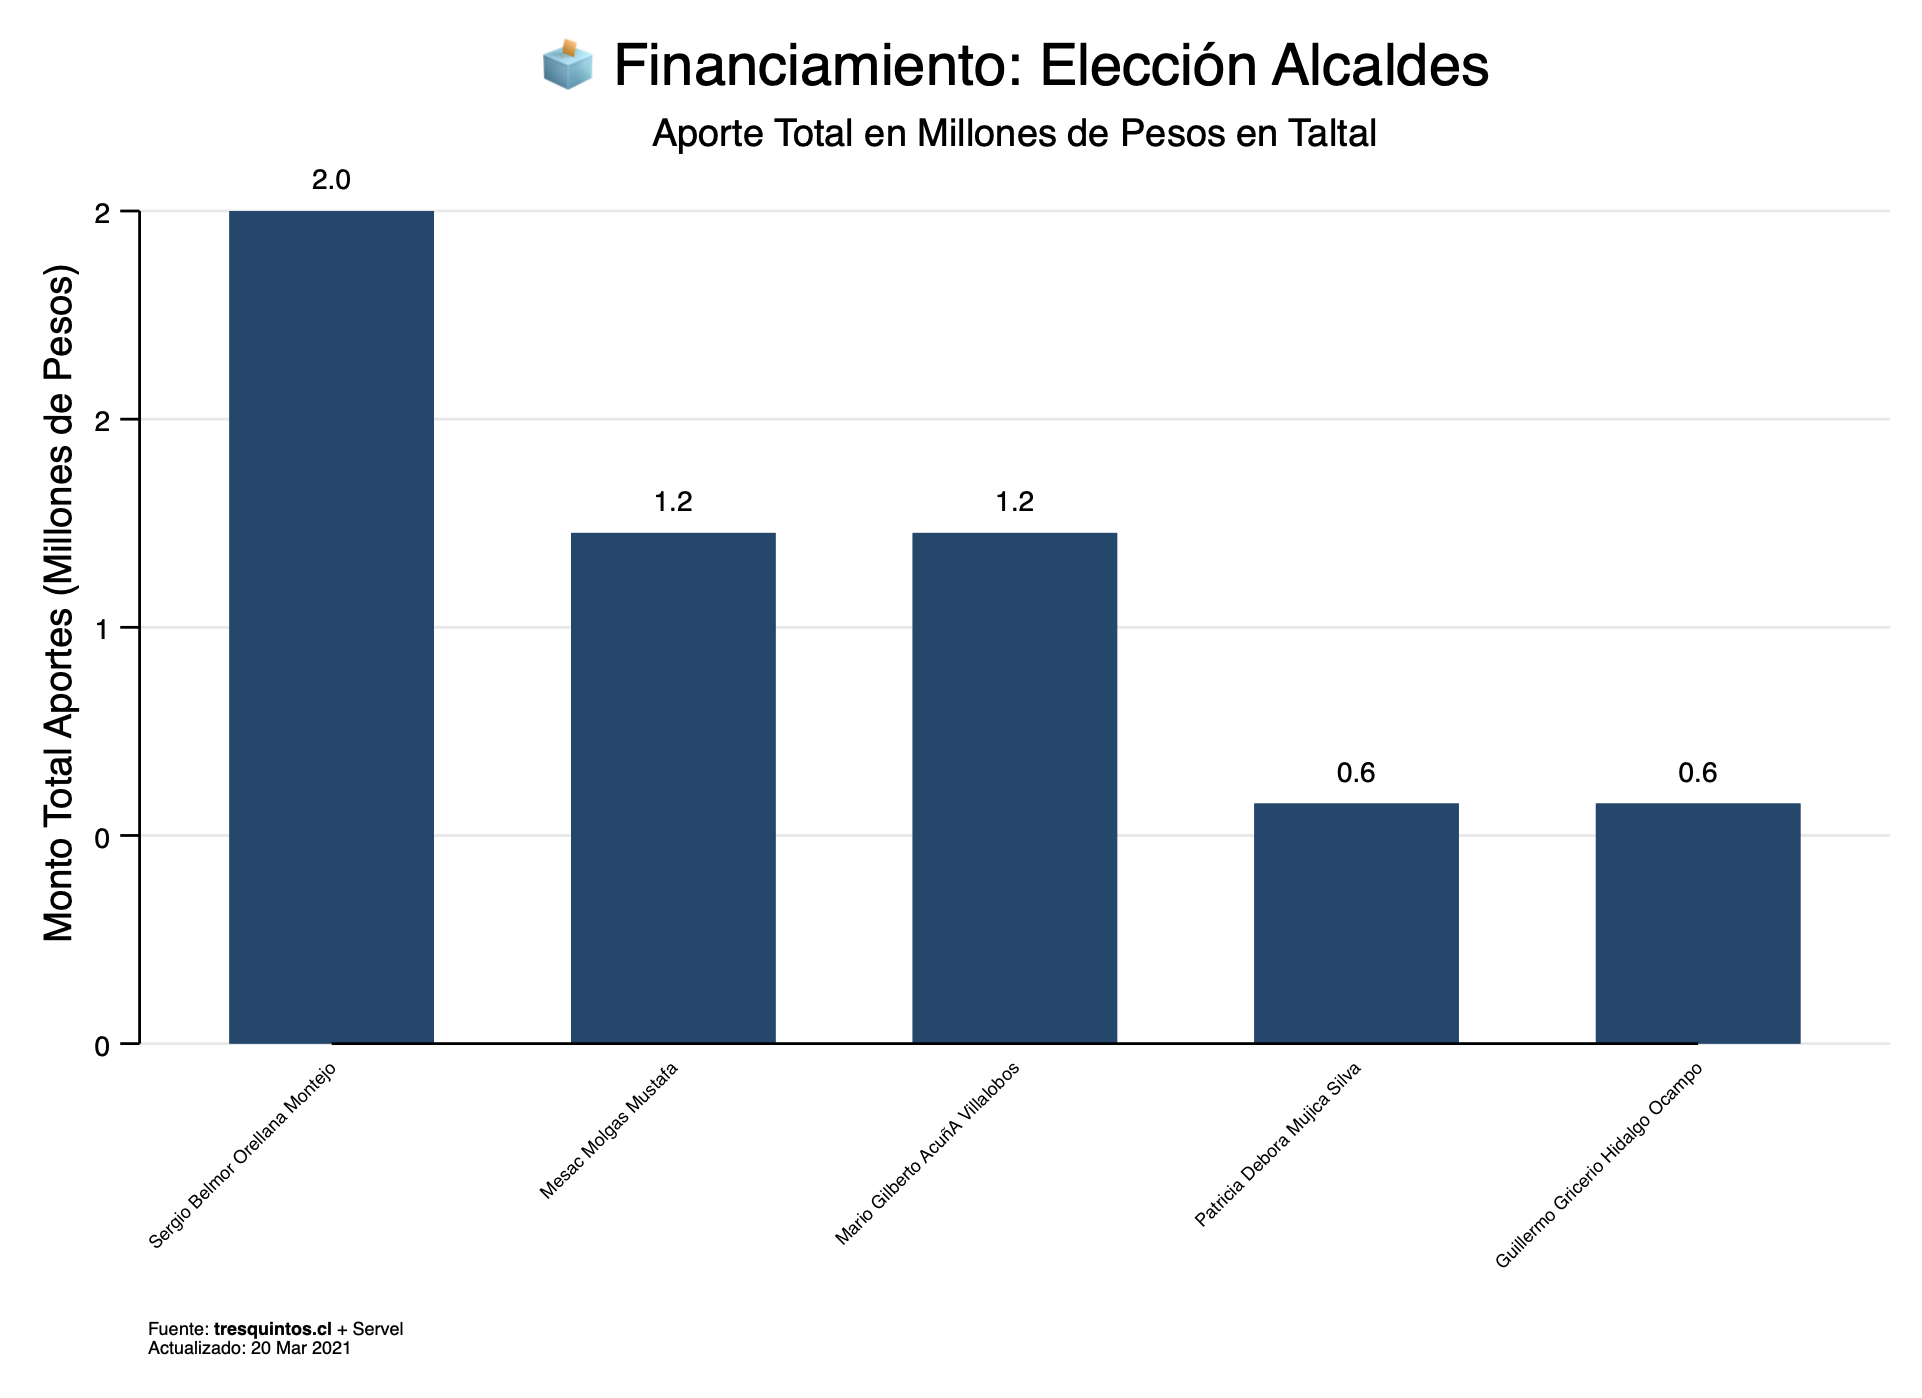 Financiamiento: Elección Alcaldes
Aporte Total en Millones de Pesos en Taltal
Monto Total Aportes (Millones de Pesos)
2
2
1
0
0
2.0
1.2
1.2
0.6
0.6
Sergio Belmor Orellana Montejo
Mesac Molgas Mustafa
Mario Gilberto AcuñA Villalobos
Patricia Debora Mujica Silva
Guillermo Gricerio Hidalgo Ocampo
Fuente: tresquintos.cl + Servel
Actualizado: 20 Mar 2021